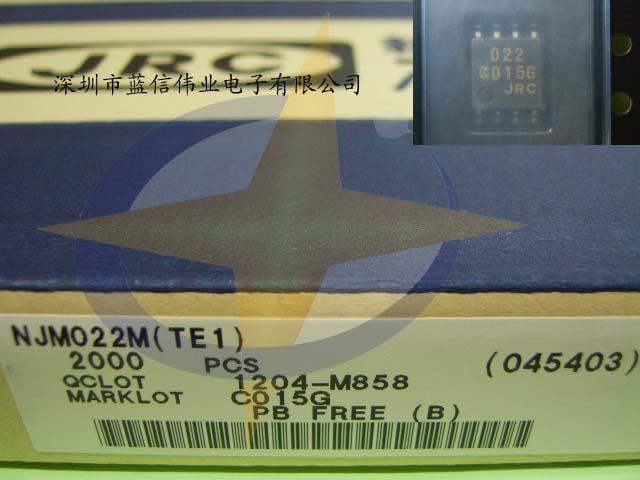 JRC
深圳市蓝信伟业电子有限公司
022
C015G
JRC
NJM022M(TE1)
2000 PCS (045403)
QCLOT 1204-M858
MARKLOT C015G
PB FREE (B)